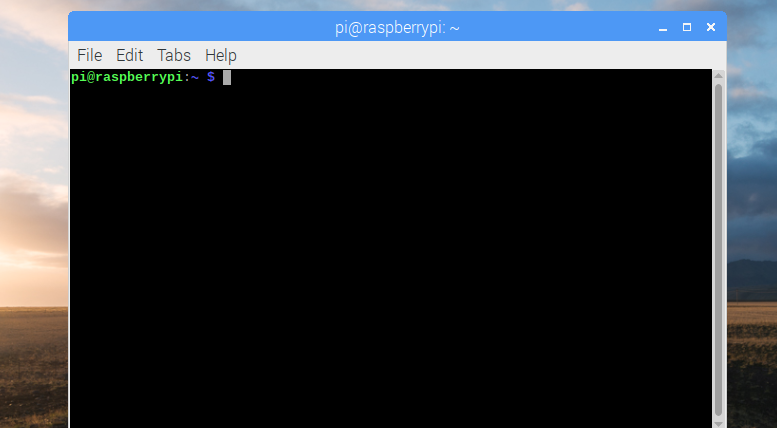 pi@raspberrypi: ~
File Edit Tabs Help
pi@raspberrypi:~ $